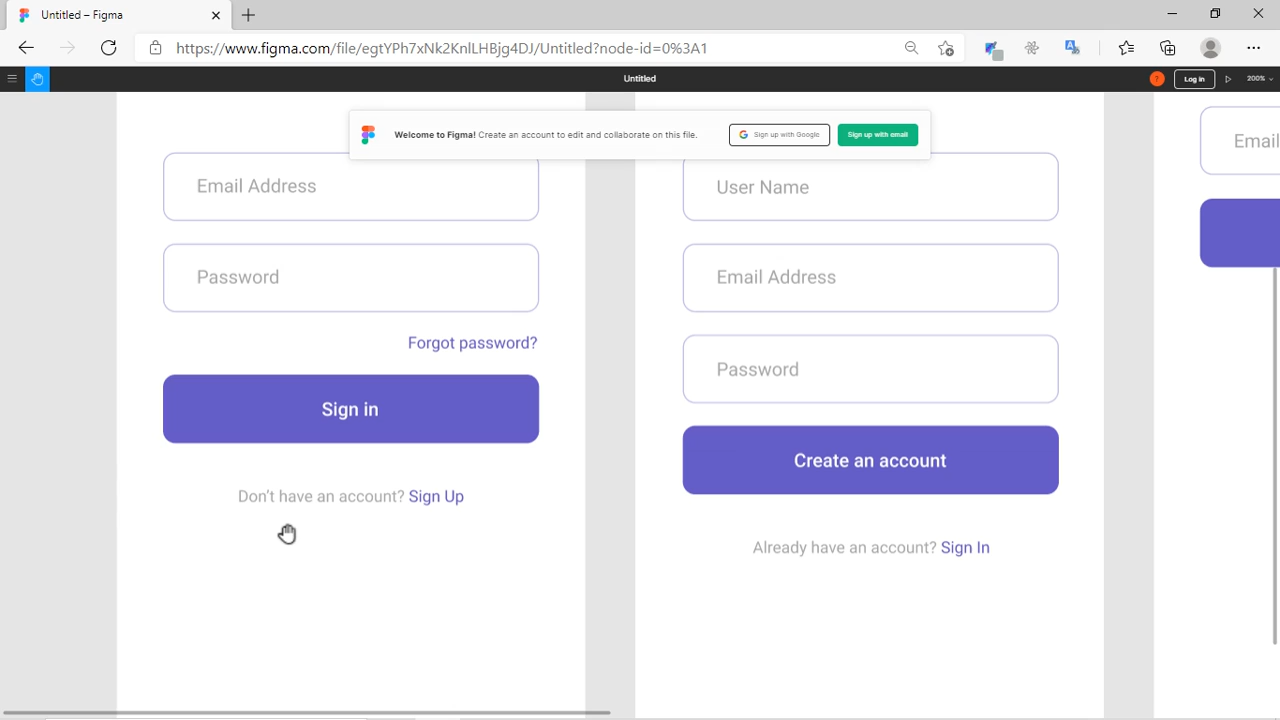 Untitled – Figma
https://www.figma.com/file/egtYPh7xNk2KnlLHBjg4DJ/Untitled?node-id=0%3A1
Untitled
Log in
200%
Welcome to Figma! Create an account to edit and collaborate on this file.
Sign up with Google
Sign up with email
Email Address
Password
Forgot password?
Sign in
Don't have an account? Sign Up
User Name
Email Address
Password
Create an account
Already have an account? Sign In
Email